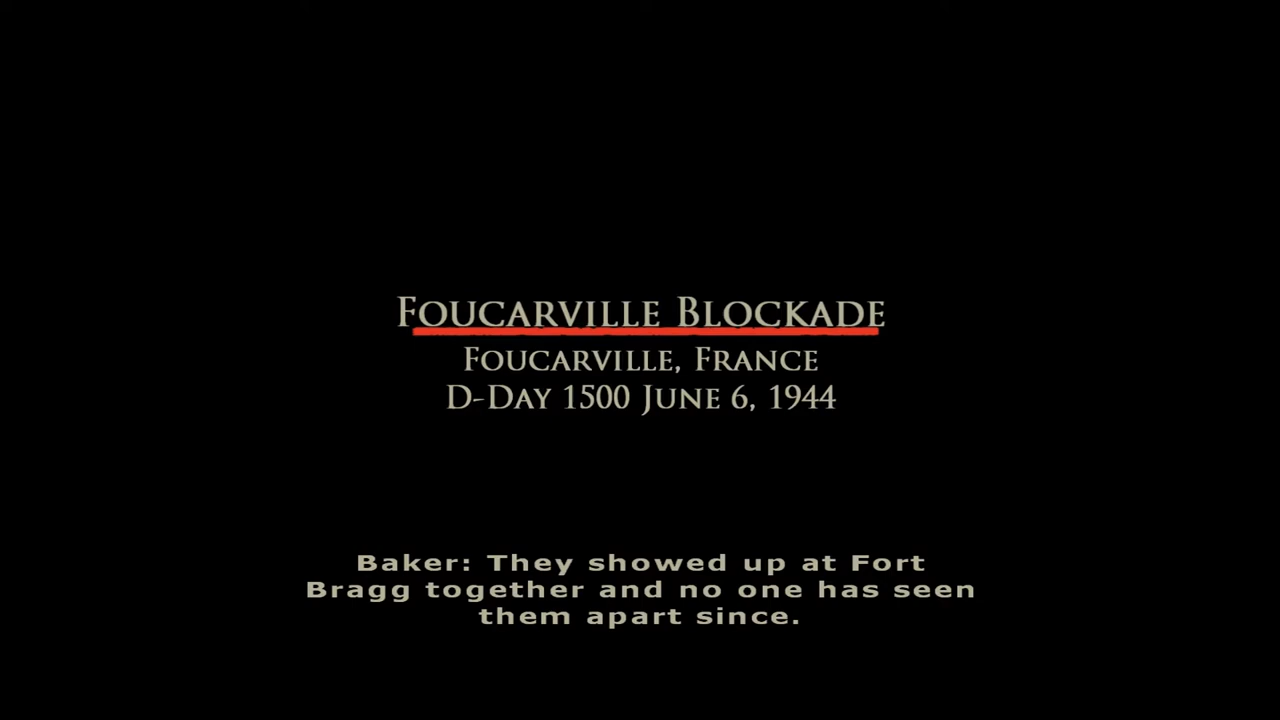 Foucarville Blockade
Foucarville, France
D-Day 1500 June 6, 1944
Baker: They showed up at Fort
Bragg together and no one has seen
them apart since.